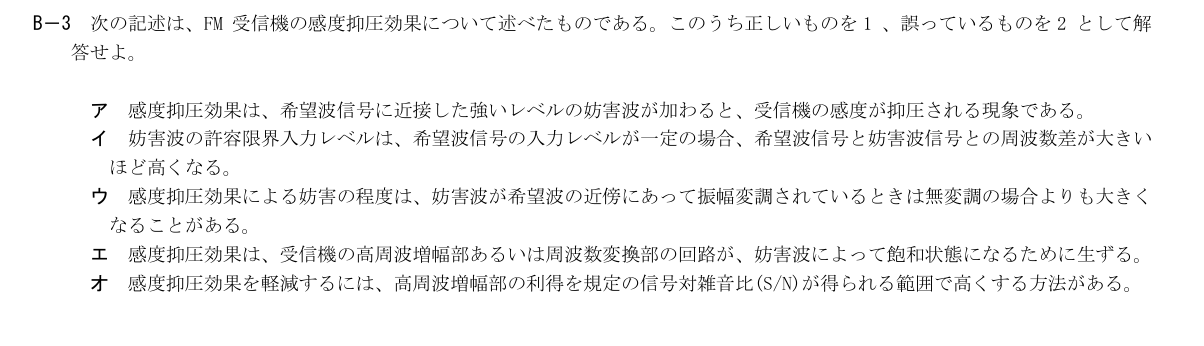 B－3　次の記述は、FM 受信機の感度抑圧効果について述べたものである。このうち正しいものを1 、誤っているものを2 として解
答せよ。
ア　感度抑圧効果は、希望波信号に近接した強いレベルの妨害波が加わると、受信機の感度が抑圧される現象である。
イ　妨害波の許容限界入力レベルは、希望波信号の入力レベルが一定の場合、希望波信号と妨害波信号との周波数差が大きい
ほど高くなる。
ウ　感度抑圧効果による妨害の程度は、妨害波が希望波の近傍にあって振幅変調されているときは無変調の場合よりも大きく
なることがある。
エ　感度抑圧効果は、受信機の高周波増幅部あるいは周波数変換部の回路が、妨害波によって飽和状態になるために生ずる。
オ　感度抑圧効果を軽減するには、高周波増幅部の利得を規定の信号対雑音比(S/N)が得られる範囲で高くする方法がある。